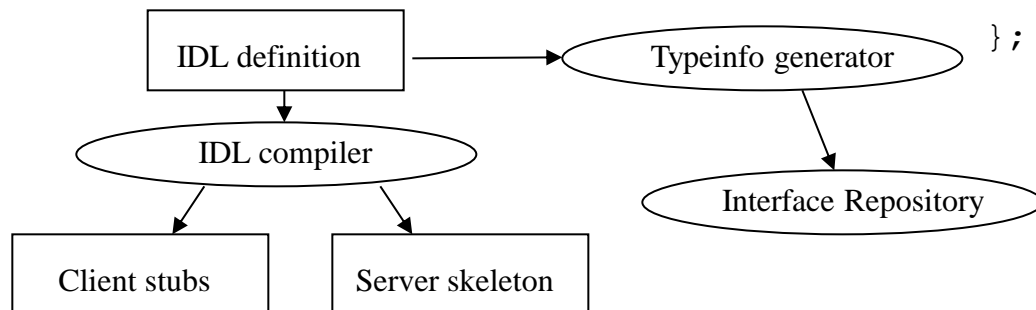 IDL definition
Typeinfo generator
};
IDL compiler
Interface Repository
Client stubs
Server skeleton